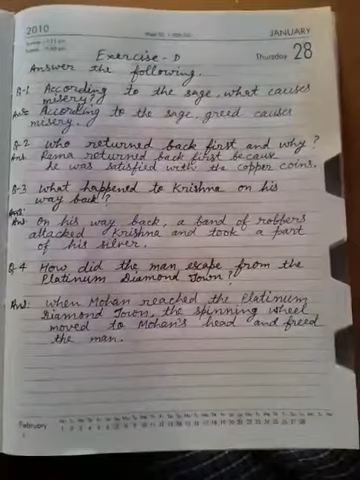 2010
JANUARY
Thursday 28
Exercise - D
Answer the following.
Q-1 According to the sage, what causes
misery?
Ans: According to the sage, greed causes
misery.
Q-2 Who returned back first and why?
Ans: Rama returned back first because
he was satisfied with the copper coins.
Q-3 What happened to Krishna on his
way back?
Ans: On his way back, a band of robbers
attacked Krishna and took a part
of his silver.
Q-4 How did the man escape from the
Platinum Diamond Town?
Ans: When Mohan reached the Platinum
Diamond Town, the spinning wheel
moved to Mohan's head and freed
the man.
February